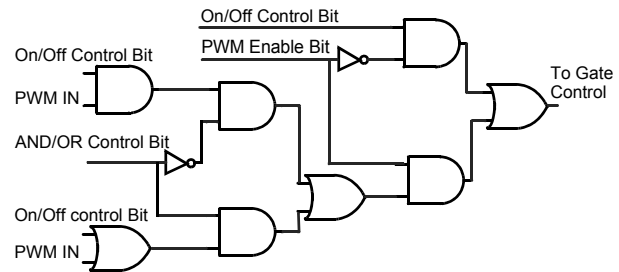 On/Off Control Bit
PWM Enable Bit
On/Off Control Bit
PWM IN
To Gate
Control
AND/OR Control Bit
On/Off control Bit
PWM IN